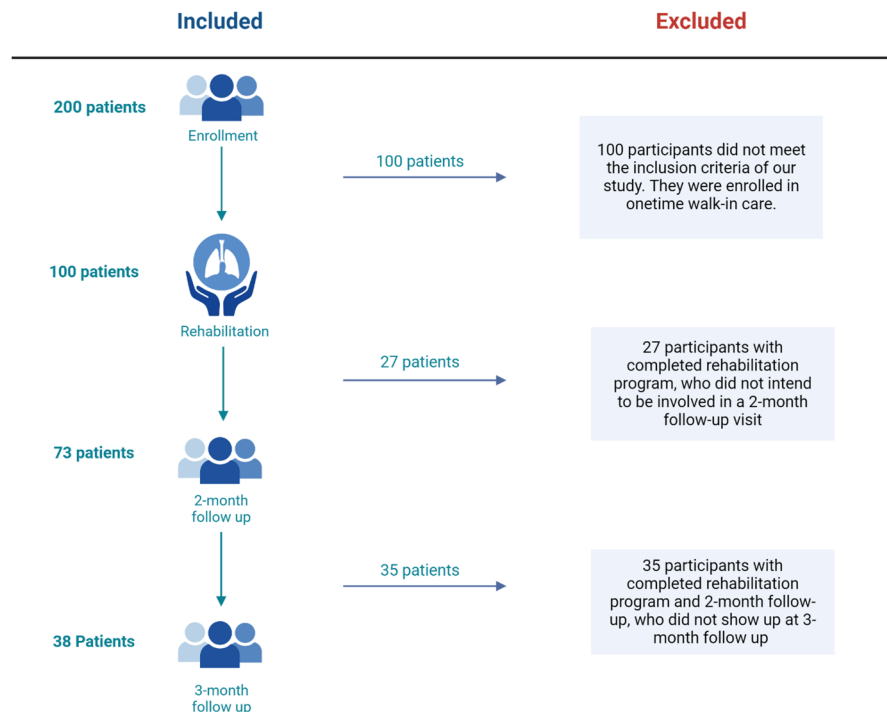 Included
Excluded
200 patients
Enrollment
100 patients
100 participants did not meet
the inclusion criteria of our
study. They were enrolled in
onetime walk-in care.
100 patients
Rehabilitation
27 patients
27 participants with
completed rehabilitation
program, who did not intend
to be involved in a 2-month
follow-up visit
73 patients
2-month
follow up
35 patients
35 participants with
completed rehabilitation
program and 2-month follow-
up, who did not show up at 3-
month follow up
38 Patients
3-month
follow up